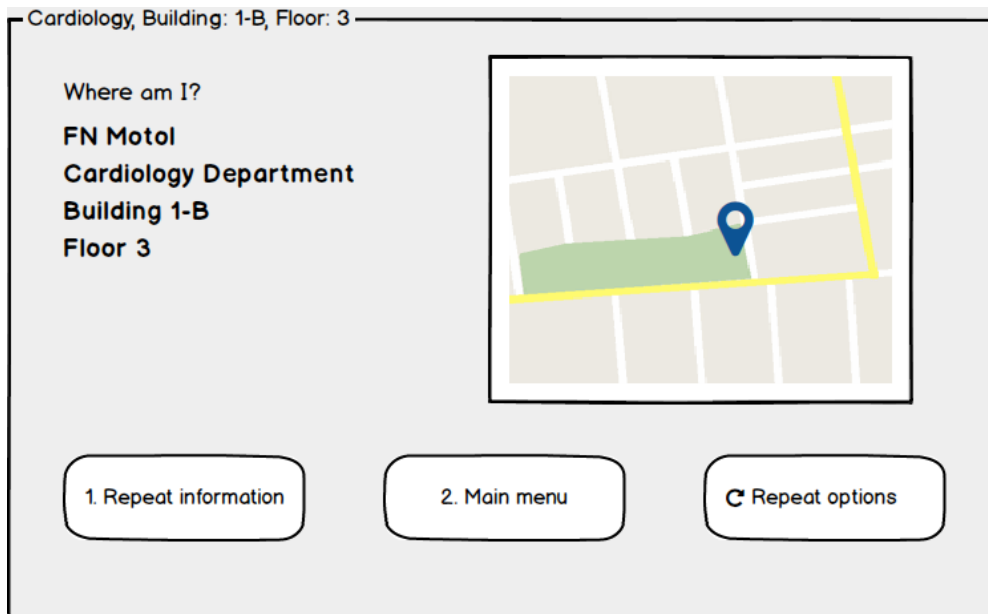 Cardiology, Building: 1-B, Floor: 3
Where am I?
FN Motol
Cardiology Department
Building 1-B
Floor 3
1. Repeat information
2. Main menu
Repeat options